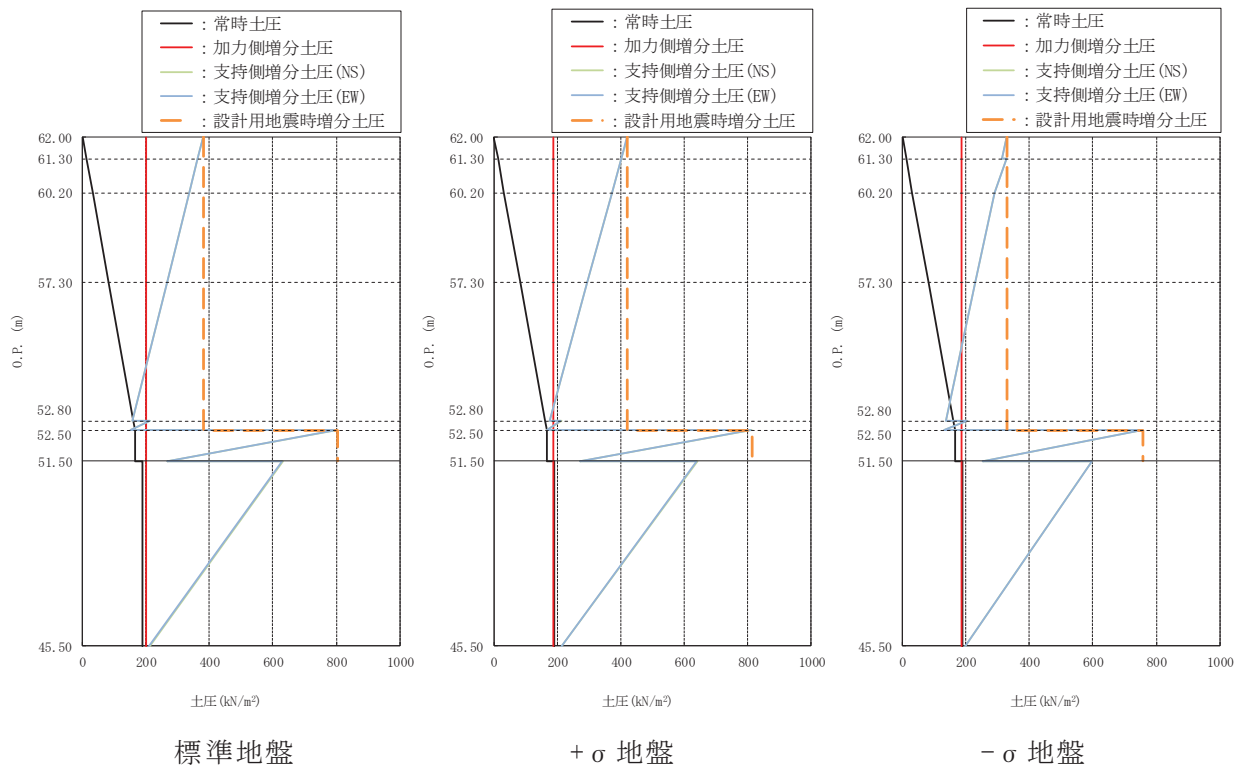 : 常時土圧
: 加力側増分土圧
: 支持側増分土圧(NS)
: 支持側増分土圧(EW)
: 設計用地震時増分土圧
62.00
61.30
60.20
57.30
52.80
52.50
51.50
45.50
O.P. (m)
0 200 400 600 800 1000
土圧(kN/m²)
標準地盤
: 常時土圧
: 加力側増分土圧
: 支持側増分土圧(NS)
: 支持側増分土圧(EW)
: 設計用地震時増分土圧
62.00
61.30
60.20
57.30
52.80
52.50
51.50
45.50
O.P. (m)
0 200 400 600 800 1000
土圧(kN/m²)
+σ 地盤
: 常時土圧
: 加力側増分土圧
: 支持側増分土圧(NS)
: 支持側増分土圧(EW)
: 設計用地震時増分土圧
62.00
61.30
60.20
57.30
52.80
52.50
51.50
45.50
O.P. (m)
0 200 400 600 800 1000
土圧(kN/m²)
−σ 地盤